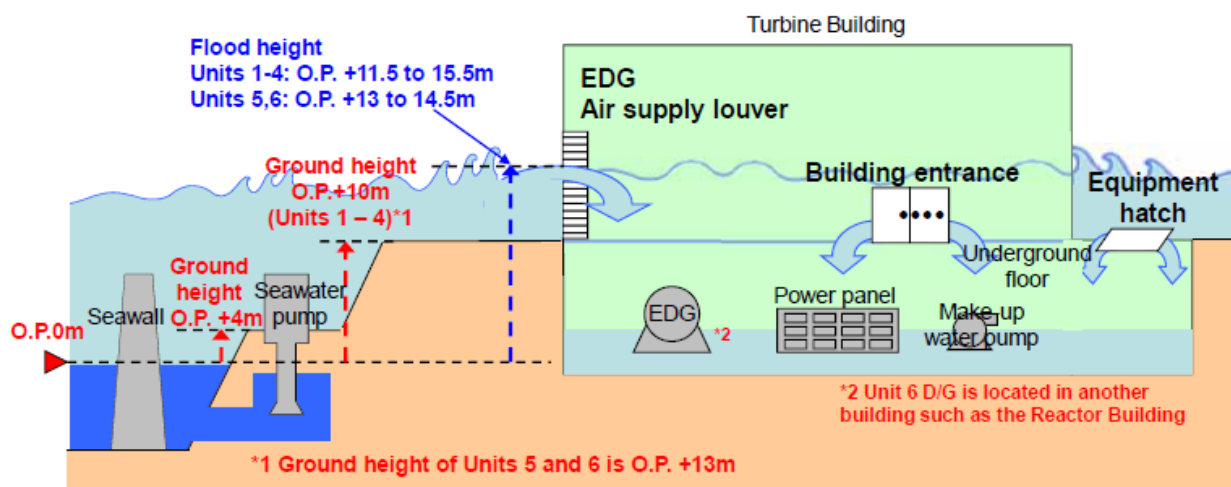 Turbine Building
Flood height
Units 1-4: O.P. +11.5 to 15.5m
Units 5,6: O.P. +13 to 14.5m
EDG
Air supply louver
Ground height
O.P.+10m
(Units 1 – 4)*1
Building entrance
Equipment
hatch
Ground
height
O.P. +4m
Seawater
pump
Seawall
O.P.0m
Underground
floor
EDG
*2
Power panel
Make-up
water pump
*2 Unit 6 D/G is located in another
building such as the Reactor Building
*1 Ground height of Units 5 and 6 is O.P. +13m